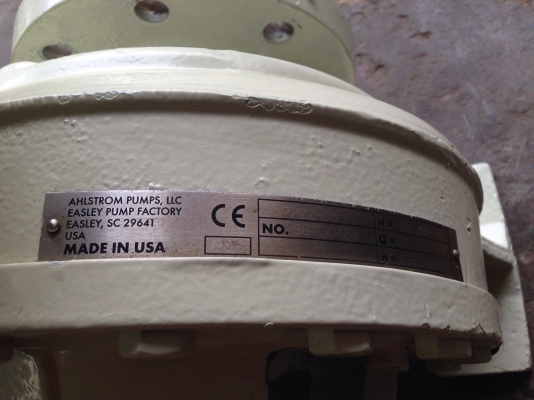 AHLSTROM PUMPS, LLC
EASLEY PUMP FACTORY
EASLEY, SC 29641
USA
MADE IN USA
CE
NO.
H =
Q =
n =